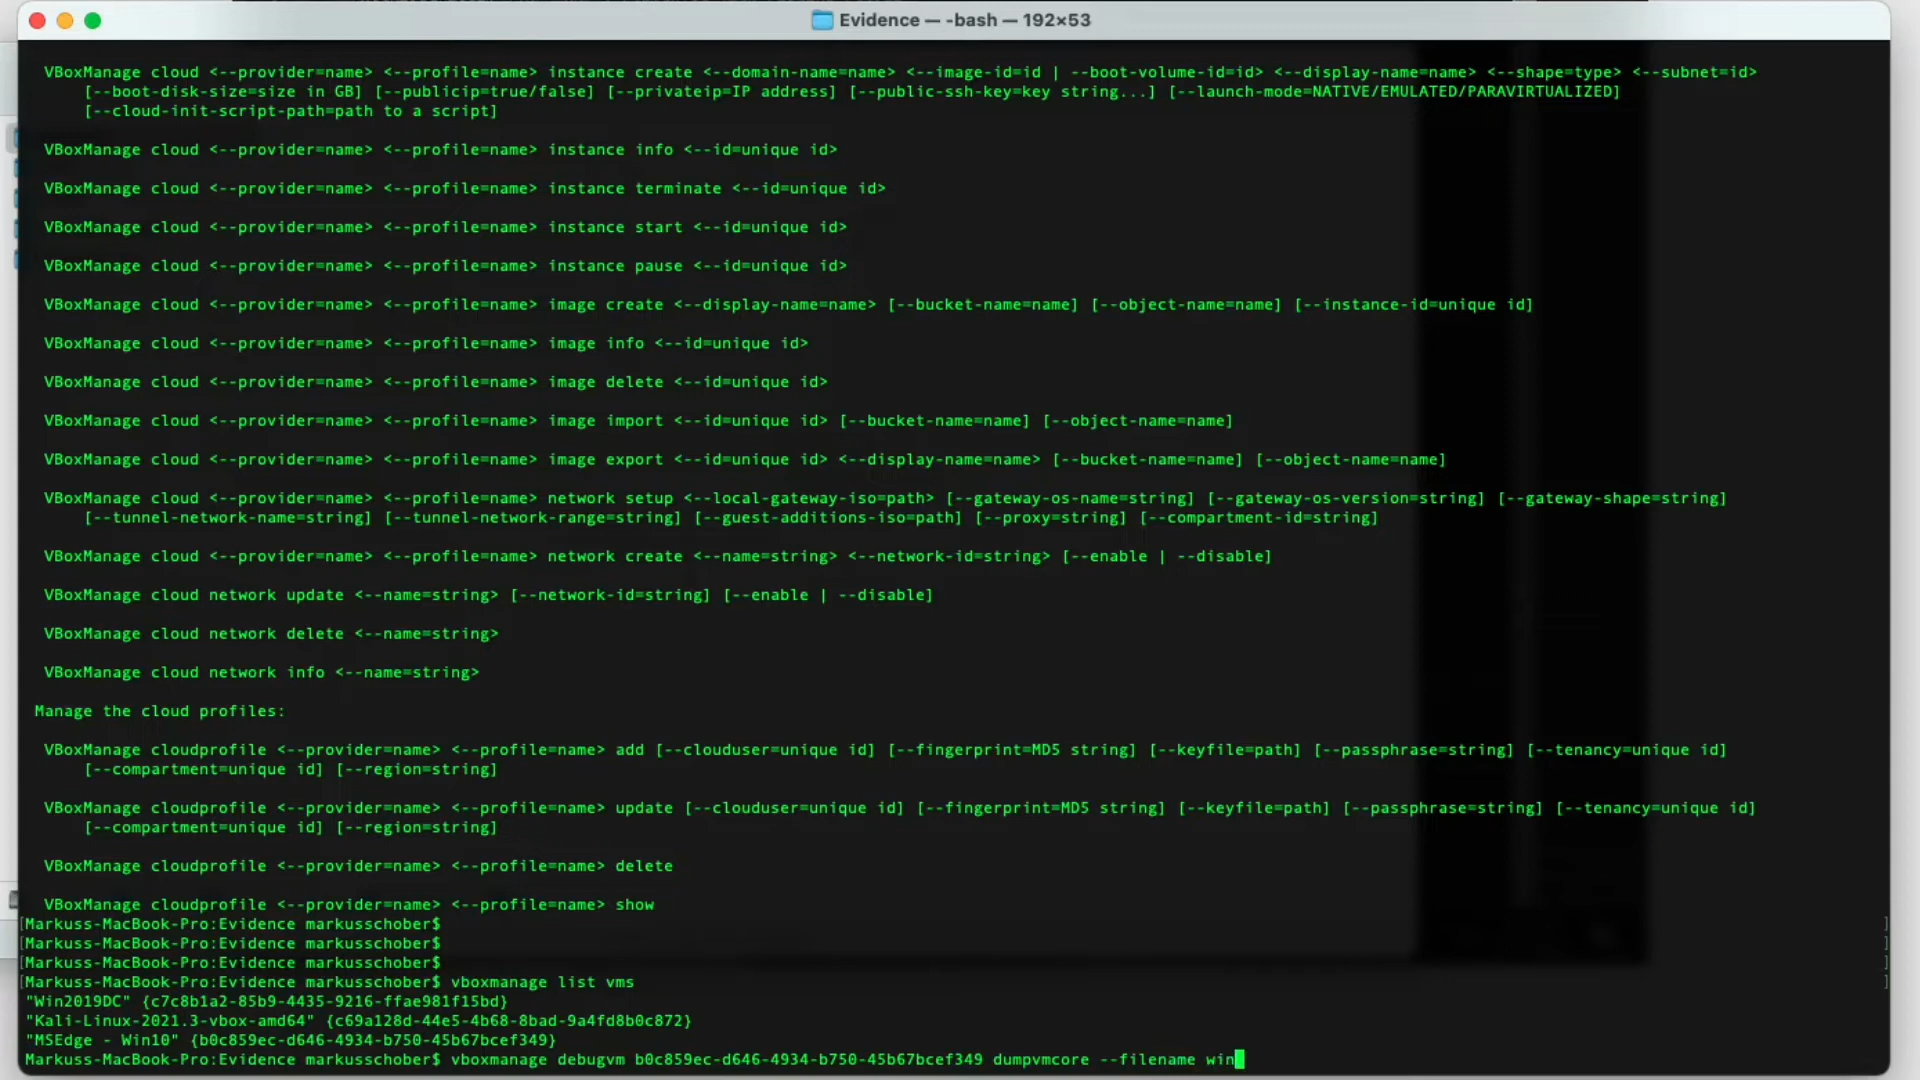 Evidence — -bash — 192×53
VBoxManage cloud <--provider=name> <--profile=name> instance create <--domain-name=name> <--image-id=id | --boot-volume-id=id> <--display-name=name> <--shape=type> <--subnet=id>
[--boot-disk-size=size in GB] [--publicip=true/false] [--privateip=IP address] [--public-ssh-key=key string...] [--launch-mode=NATIVE/EMULATED/PARAVIRTUALIZED]
[--cloud-init-script-path=path to a script]
VBoxManage cloud <--provider=name> <--profile=name> instance info <--id=unique id>
VBoxManage cloud <--provider=name> <--profile=name> instance terminate <--id=unique id>
VBoxManage cloud <--provider=name> <--profile=name> instance start <--id=unique id>
VBoxManage cloud <--provider=name> <--profile=name> instance pause <--id=unique id>
VBoxManage cloud <--provider=name> <--profile=name> image create <--display-name=name> [--bucket-name=name] [--object-name=name] [--instance-id=unique id]
VBoxManage cloud <--provider=name> <--profile=name> image info <--id=unique id>
VBoxManage cloud <--provider=name> <--profile=name> image delete <--id=unique id>
VBoxManage cloud <--provider=name> <--profile=name> image import <--id=unique id> [--bucket-name=name] [--object-name=name]
VBoxManage cloud <--provider=name> <--profile=name> image export <--id=unique id> <--display-name=name> [--bucket-name=name] [--object-name=name]
VBoxManage cloud <--provider=name> <--profile=name> network setup <--local-gateway-iso=path> [--gateway-os-name=string] [--gateway-os-version=string] [--gateway-shape=string]
[--tunnel-network-name=string] [--tunnel-network-range=string] [--guest-additions-iso=path] [--proxy=string] [--compartment-id=string]
VBoxManage cloud <--provider=name> <--profile=name> network create <--name=string> <--network-id=string> [--enable | --disable]
VBoxManage cloud network update <--name=string> [--network-id=string] [--enable | --disable]
VBoxManage cloud network delete <--name=string>
VBoxManage cloud network info <--name=string>
Manage the cloud profiles:
VBoxManage cloudprofile <--provider=name> <--profile=name> add [--clouduser=unique id] [--fingerprint=MD5 string] [--keyfile=path] [--passphrase=string] [--tenancy=unique id]
[--compartment=unique id] [--region=string]
VBoxManage cloudprofile <--provider=name> <--profile=name> update [--clouduser=unique id] [--fingerprint=MD5 string] [--keyfile=path] [--passphrase=string] [--tenancy=unique id]
[--compartment=unique id] [--region=string]
VBoxManage cloudprofile <--provider=name> <--profile=name> delete
VBoxManage cloudprofile <--provider=name> <--profile=name> show
[Markuss-MacBook-Pro:Evidence markusschober$ ]
[Markuss-MacBook-Pro:Evidence markusschober$ ]
[Markuss-MacBook-Pro:Evidence markusschober$ ]
[Markuss-MacBook-Pro:Evidence markusschober$ vboxmanage list vms ]
"Win2019DC" {c7c8b1a2-85b9-4435-9216-ffae981f15bd}
"Kali-Linux-2021.3-vbox-amd64" {c69a128d-44e5-4b68-8bad-9a4fd8b0c872}
"MSEdge - Win10" {b0c859ec-d646-4934-b750-45b67bcef349}
Markuss-MacBook-Pro:Evidence markusschober$ vboxmanage debugvm b0c859ec-d646-4934-b750-45b67bcef349 dumpvmcore --filename win